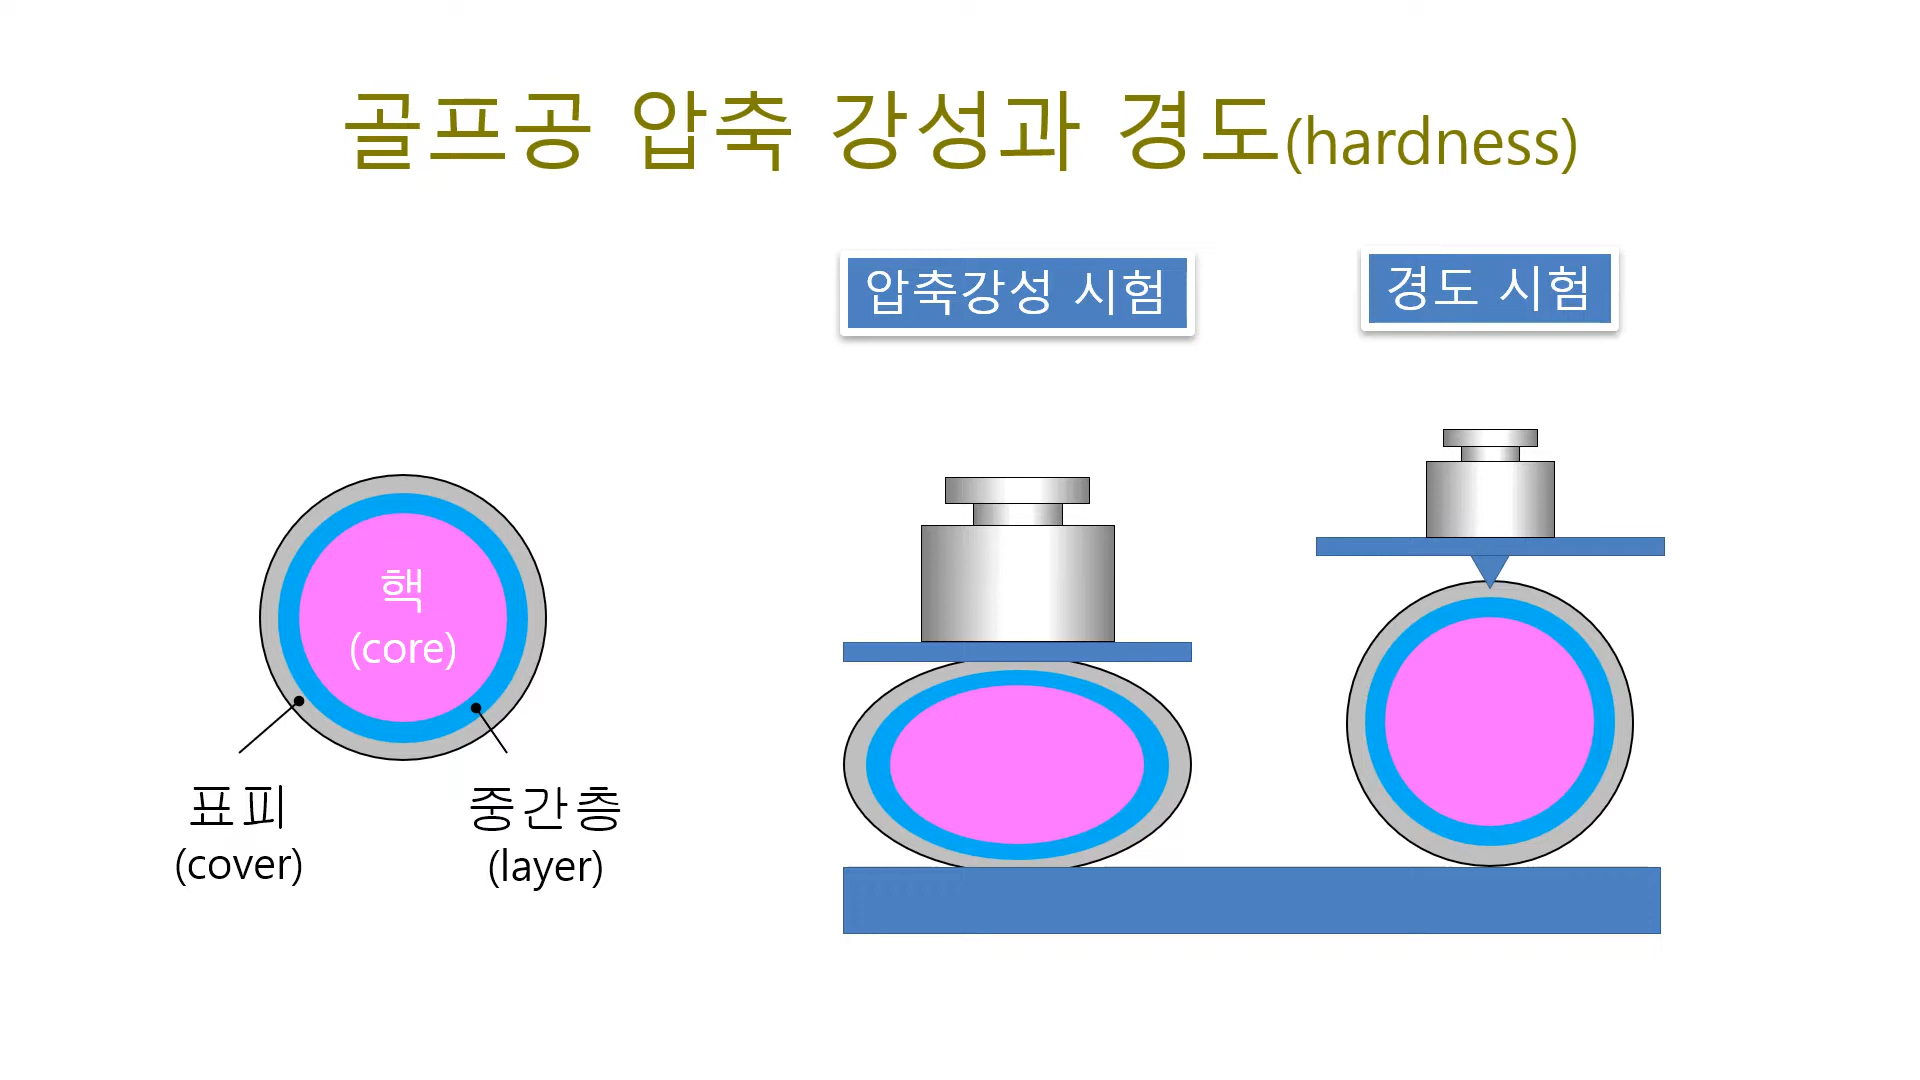 골프공 압축 강성과 경도(hardness)
압축강성 시험
경도 시험
핵
(core)
표피
(cover)
중간층
(layer)